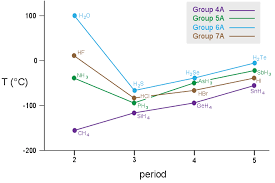 Group 4A
Group 5A
Group 6A
Group 7A
100
0
-100
-200
T (°C)
H₂O
HF
NH₃
CH₄
H₂S
HCl
PH₃
SiH₄
H₂Se
AsH₃
HBr
GeH₄
H₂Te
SbH₃
HI
SnH₄
2
3
4
5
period